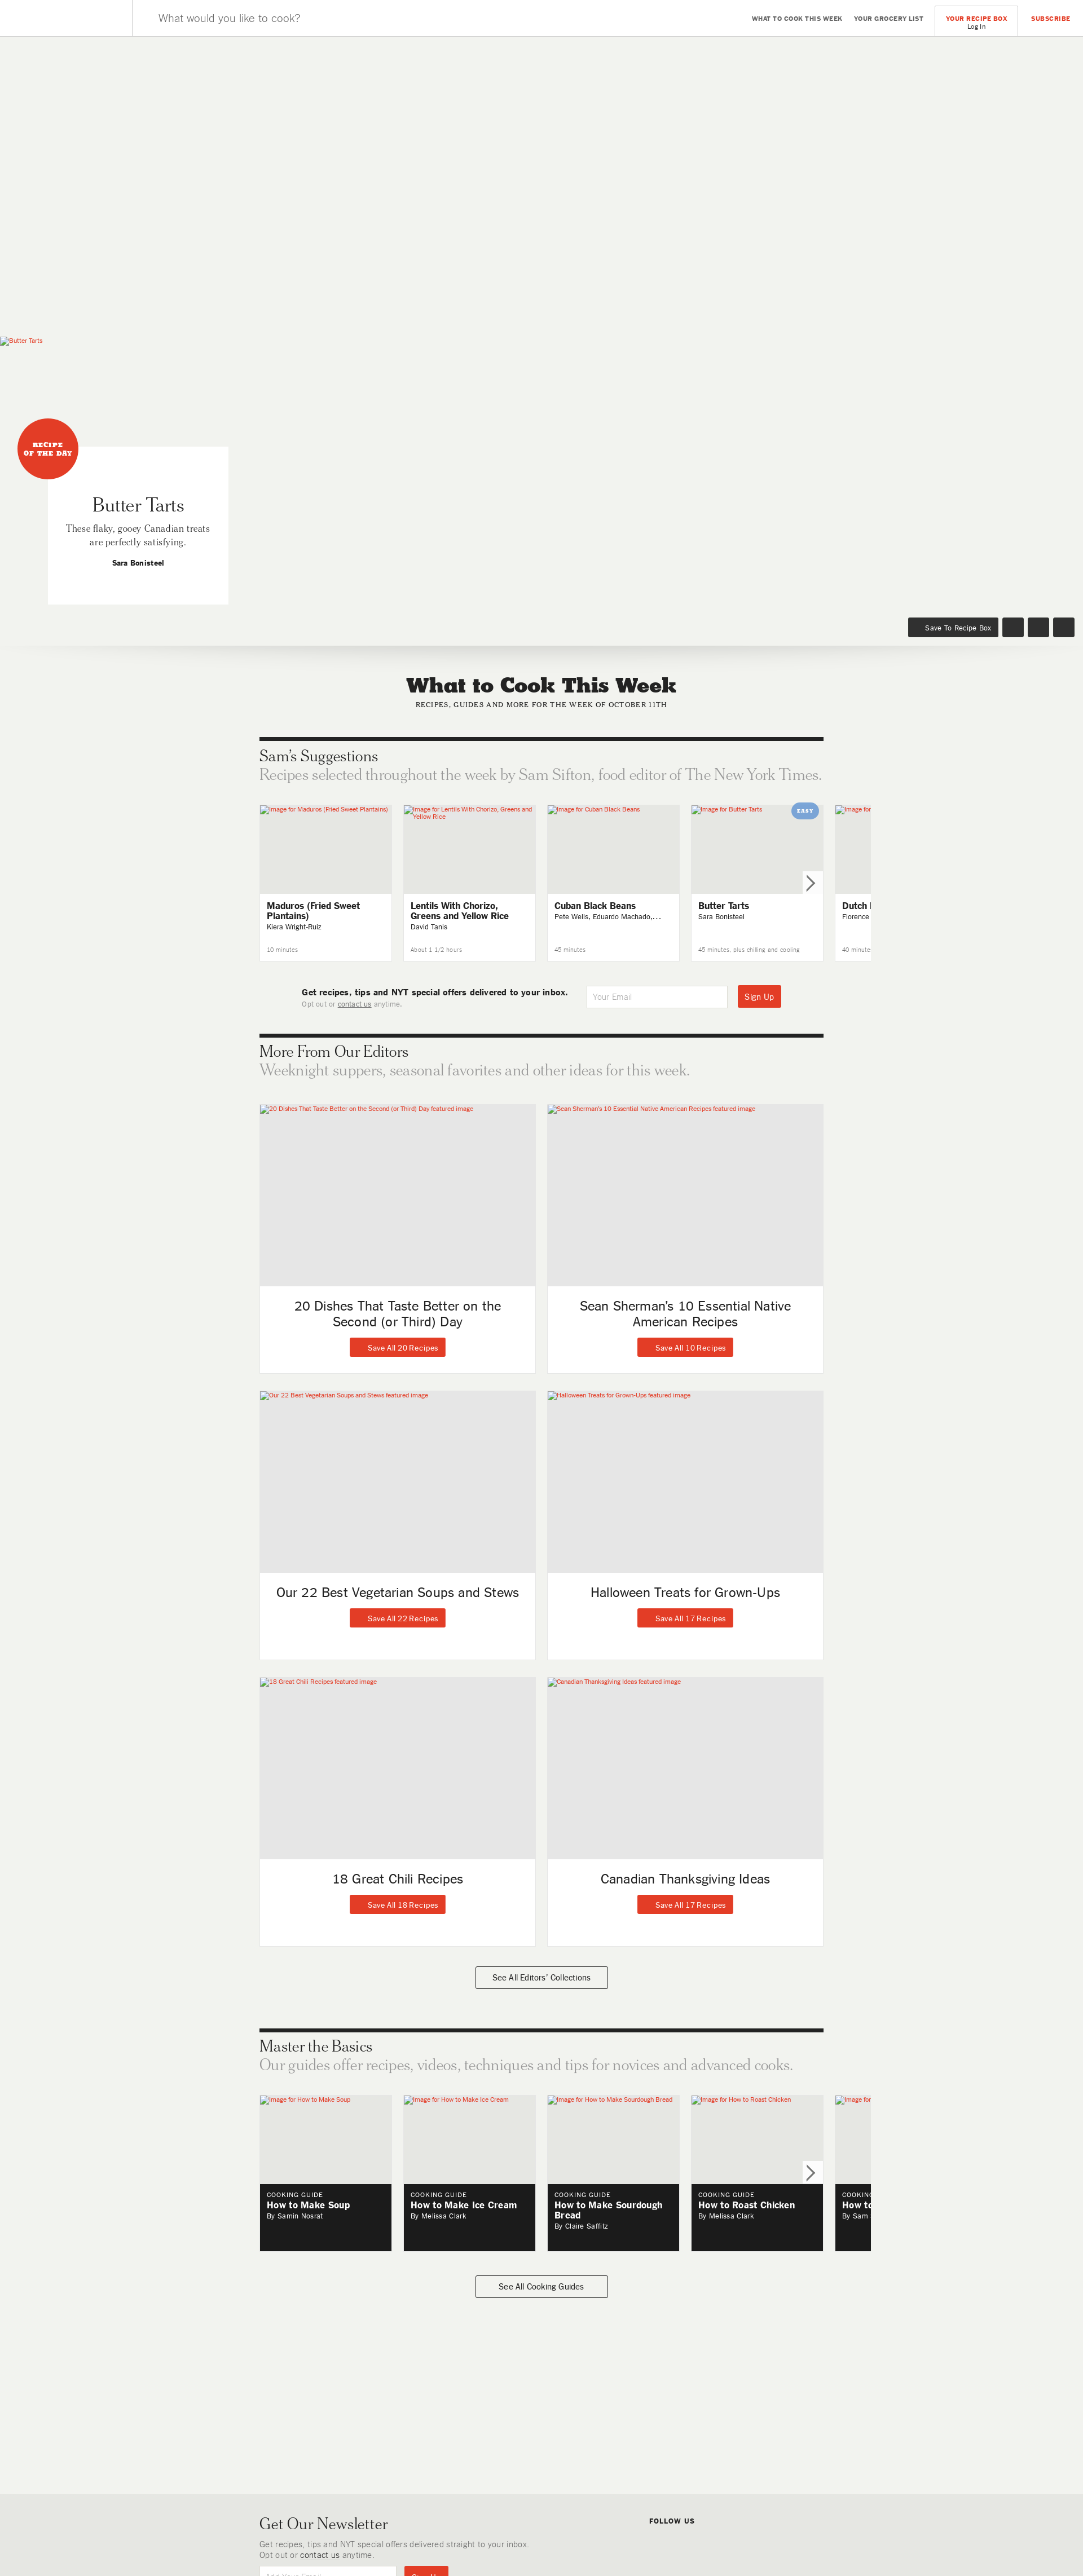 What would you like to cook?
WHAT TO COOK THIS WEEK
YOUR GROCERY LIST
YOUR RECIPE BOX
Log In
SUBSCRIBE
Butter Tarts
RECIPE
OF THE DAY
Butter Tarts
These flaky, gooey Canadian treats
are perfectly satisfying.
Sara Bonisteel
Save To Recipe Box
What to Cook This Week
RECIPES, GUIDES AND MORE FOR THE WEEK OF OCTOBER 11TH
Sam's Suggestions
Recipes selected throughout the week by Sam Sifton, food editor of The New York Times.
Image for Maduros (Fried Sweet Plantains)
Maduros (Fried Sweet
Plantains)
Kiera Wright-Ruiz
10 minutes
Image for Lentils With Chorizo, Greens and
Yellow Rice
Lentils With Chorizo,
Greens and Yellow Rice
David Tanis
About 1 1/2 hours
Image for Cuban Black Beans
Cuban Black Beans
Pete Wells, Eduardo Machado,...
45 minutes
Image for Butter Tarts
EASY
Butter Tarts
Sara Bonisteel
45 minutes, plus chilling and cooling
Image for
Dutch
Florence
40 minute
Get recipes, tips and NYT special offers delivered to your inbox.
Opt out or contact us anytime.
Your Email
Sign Up
More From Our Editors
Weeknight suppers, seasonal favorites and other ideas for this week.
20 Dishes That Taste Better on the Second (or Third) Day featured image
20 Dishes That Taste Better on the
Second (or Third) Day
Save All 20 Recipes
Sean Sherman's 10 Essential Native American Recipes featured image
Sean Sherman's 10 Essential Native
American Recipes
Save All 10 Recipes
Our 22 Best Vegetarian Soups and Stews featured image
Our 22 Best Vegetarian Soups and Stews
Save All 22 Recipes
Halloween Treats for Grown-Ups featured image
Halloween Treats for Grown-Ups
Save All 17 Recipes
18 Great Chili Recipes featured image
18 Great Chili Recipes
Save All 18 Recipes
Canadian Thanksgiving Ideas featured image
Canadian Thanksgiving Ideas
Save All 17 Recipes
See All Editors' Collections
Master the Basics
Our guides offer recipes, videos, techniques and tips for novices and advanced cooks.
Image for How to Make Soup
COOKING GUIDE
How to Make Soup
By Samin Nosrat
Image for How to Make Ice Cream
COOKING GUIDE
How to Make Ice Cream
By Melissa Clark
Image for How to Make Sourdough Bread
COOKING GUIDE
How to Make Sourdough
Bread
By Claire Saffitz
Image for How to Roast Chicken
COOKING GUIDE
How to Roast Chicken
By Melissa Clark
Image for
COOKING
How to
By Sam
See All Cooking Guides
Get Our Newsletter
Get recipes, tips and NYT special offers delivered straight to your inbox.
Opt out or contact us anytime.
FOLLOW US